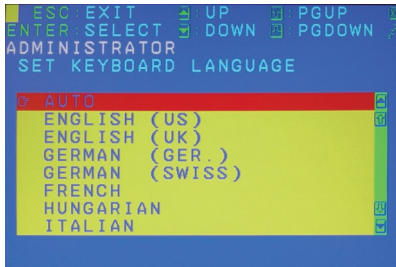 ESC:EXIT :UP :PGUP
ENTER:SELECT :DOWN :PGDOWN
ADMINISTRATOR
SET KEYBOARD LANGUAGE
AUTO
ENGLISH (US)
ENGLISH (UK)
GERMAN (GER.)
GERMAN (SWISS)
FRENCH
HUNGARIAN
ITALIAN